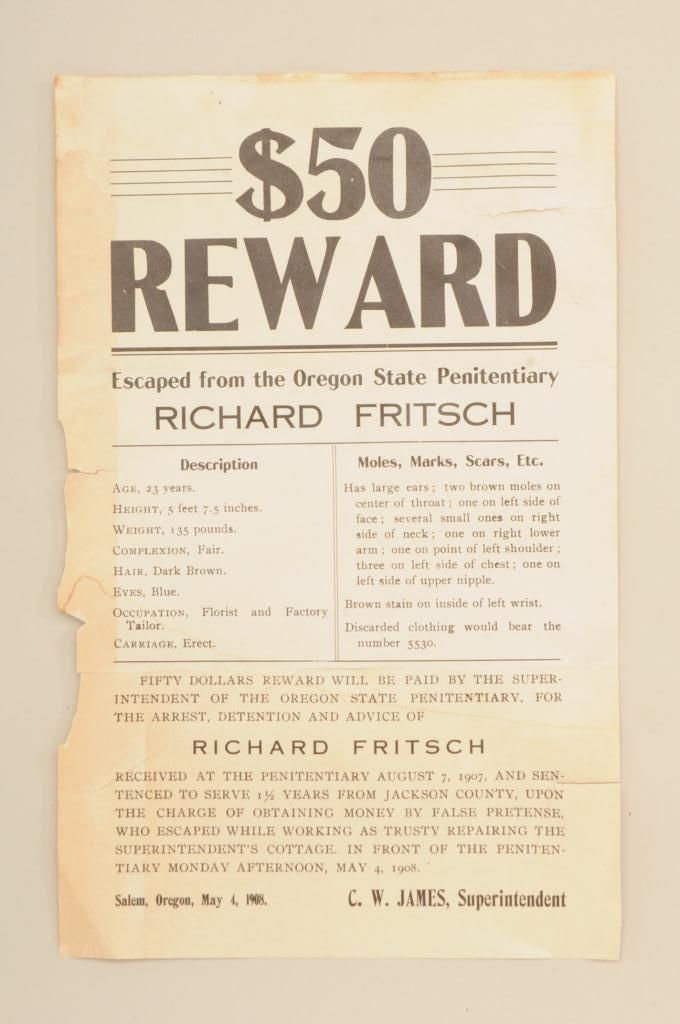 $50
REWARD
Escaped from the Oregon State Penitentiary
RICHARD FRITSCH
Description
AGE, 23 years.
HEIGHT, 5 feet 7.5 inches.
WEIGHT, 135 pounds.
COMPLEXION, Fair.
HAIR, Dark Brown.
EYES, Blue.
OCCUPATION, Florist and Factory
Tailor.
CARRIAGE, Erect.
Moles, Marks, Scars, Etc.
Has large ears; two brown moles on
center of throat; one on left side of
face; several small ones on right
side of neck; one on right lower
arm; one on point of left shoulder;
three on left side of chest; one on
left side of upper nipple.
Brown stain on inside of left wrist.
Discarded clothing would bear the
number 5530.
FIFTY DOLLARS REWARD WILL BE PAID BY THE SUPER-
INTENDENT OF THE OREGON STATE PENITENTIARY, FOR
THE ARREST, DETENTION AND ADVICE OF
RICHARD FRITSCH
RECEIVED AT THE PENITENTIARY AUGUST 7, 1907, AND SEN-
TENCED TO SERVE 1½ YEARS FROM JACKSON COUNTY, UPON
THE CHARGE OF OBTAINING MONEY BY FALSE PRETENSE,
WHO ESCAPED WHILE WORKING AS TRUSTY REPAIRING THE
SUPERINTENDENT'S COTTAGE. IN FRONT OF THE PENITEN-
TIARY MONDAY AFTERNOON, MAY 4, 1908.
Salem, Oregon, May 4, 1908.
C. W. JAMES, Superintendent